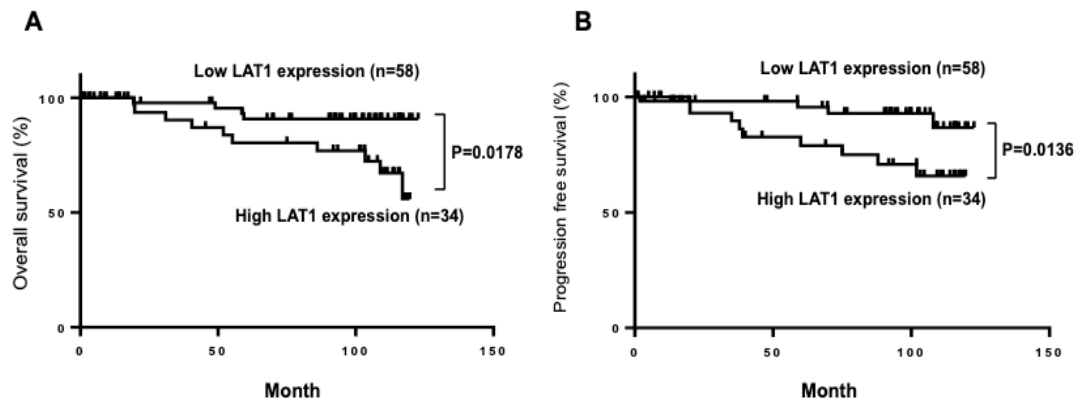 A
Overall survival (%)
Low LAT1 expression (n=58)
100
P=0.0178
High LAT1 expression (n=34)
50
0
0 50 100 150
Month
B
Progression free survival (%)
Low LAT1 expression (n=58)
100
P=0.0136
High LAT1 expression (n=34)
50
0
0 50 100 150
Month